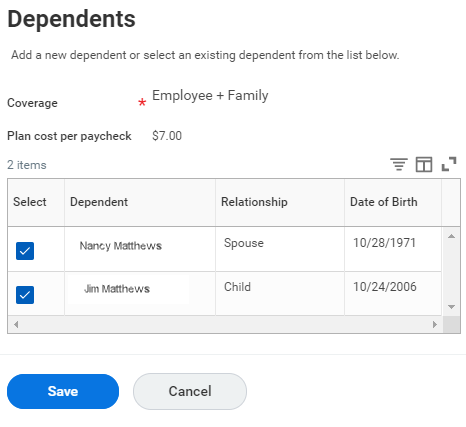 Dependents
Add a new dependent or select an existing dependent from the list below.
Coverage * Employee + Family
Plan cost per paycheck $7.00
2 items
Select Dependent Relationship Date of Birth
Nancy Matthews Spouse 10/28/1971
Jim Matthews Child 10/24/2006
Save Cancel